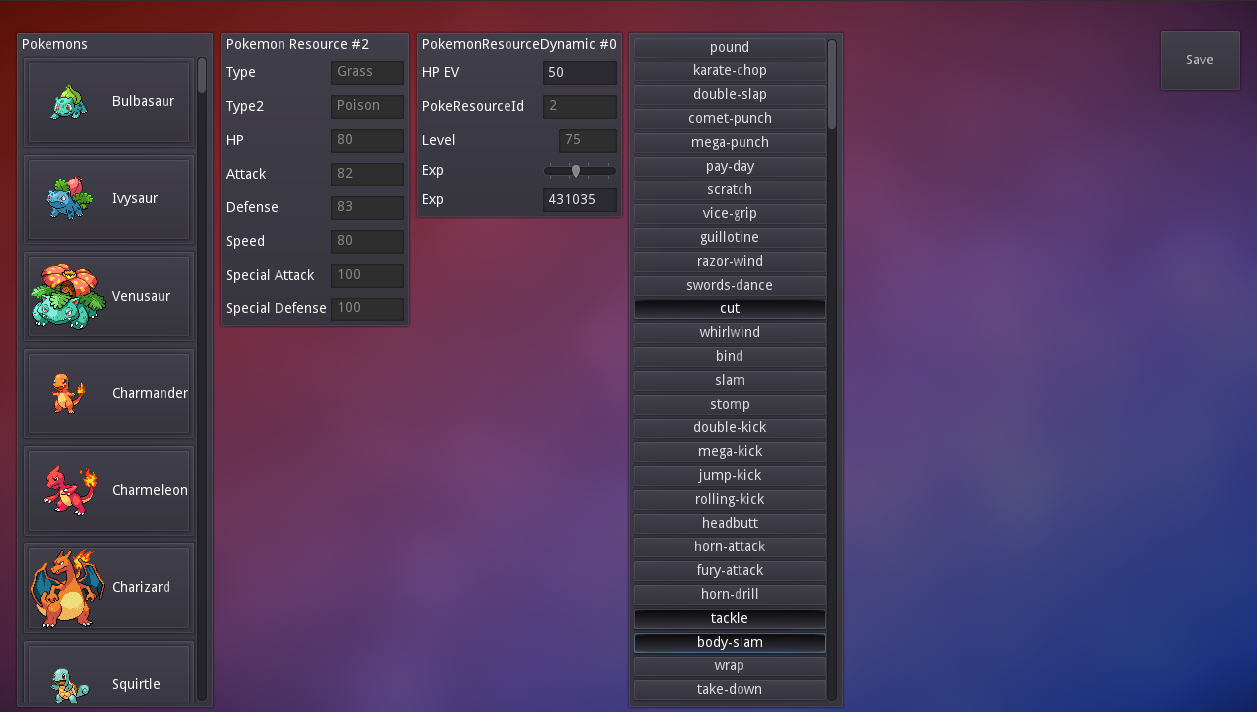 Pokemons
Bulbasaur
Ivysaur
Venusaur
Charmander
Charmeleon
Charizard
Squirtle
Pokemon Resource #2
Type Grass
Type2 Poison
HP 80
Attack 82
Defense 83
Speed 80
Special Attack 100
Special Defense 100
PokemonResourceDynamic #0
HP EV 50
PokeResourceId 2
Level 75
Exp
Exp 431035
pound
karate-chop
double-slap
comet-punch
mega-punch
pay-day
scratch
vice-grip
guillotine
razor-wind
swords-dance
cut
whirlwind
bind
slam
stomp
double-kick
mega-kick
jump-kick
rolling-kick
headbutt
horn-attack
fury-attack
horn-drill
tackle
body-slam
wrap
take-down
Save